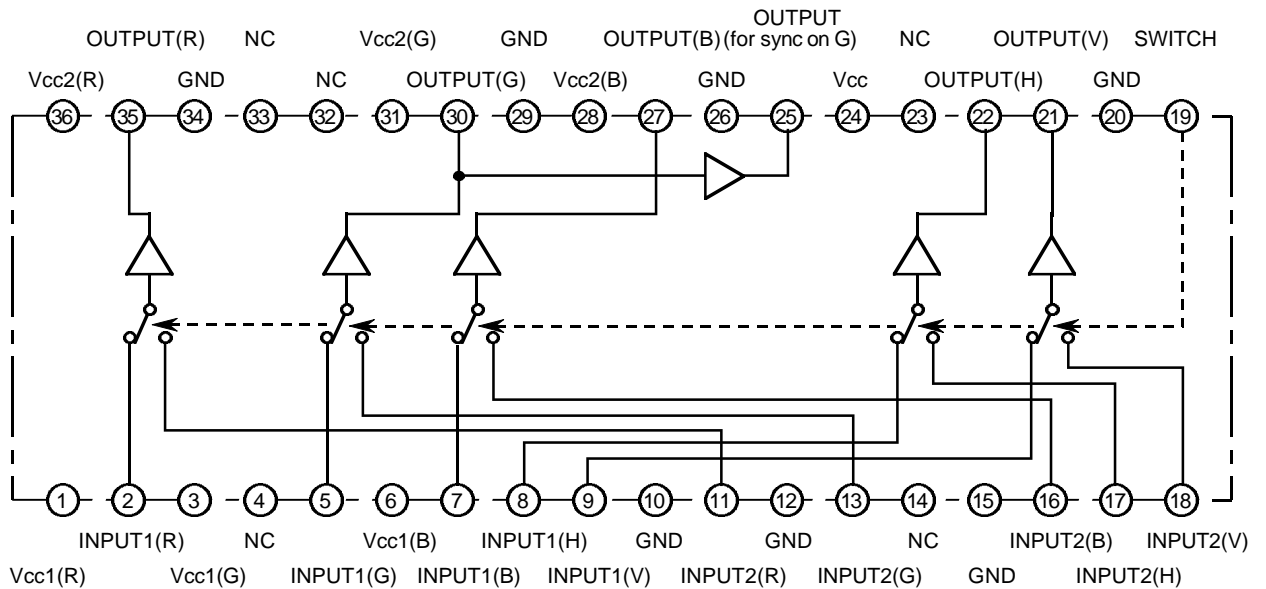 OUTPUT
OUTPUT(R) NC Vcc2(G) GND OUTPUT(B) (for sync on G) NC OUTPUT(V) SWITCH
Vcc2(R) GND NC OUTPUT(G) Vcc2(B) GND Vcc OUTPUT(H) GND
36 35 34 33 32 31 30 29 28 27 26 25 24 23 22 21 20 19
1 2 3 4 5 6 7 8 9 10 11 12 13 14 15 16 17 18
INPUT1(R) NC Vcc1(B) INPUT1(H) GND GND NC INPUT2(B) INPUT2(V)
Vcc1(R) Vcc1(G) INPUT1(G) INPUT1(B) INPUT1(V) INPUT2(R) INPUT2(G) GND INPUT2(H)